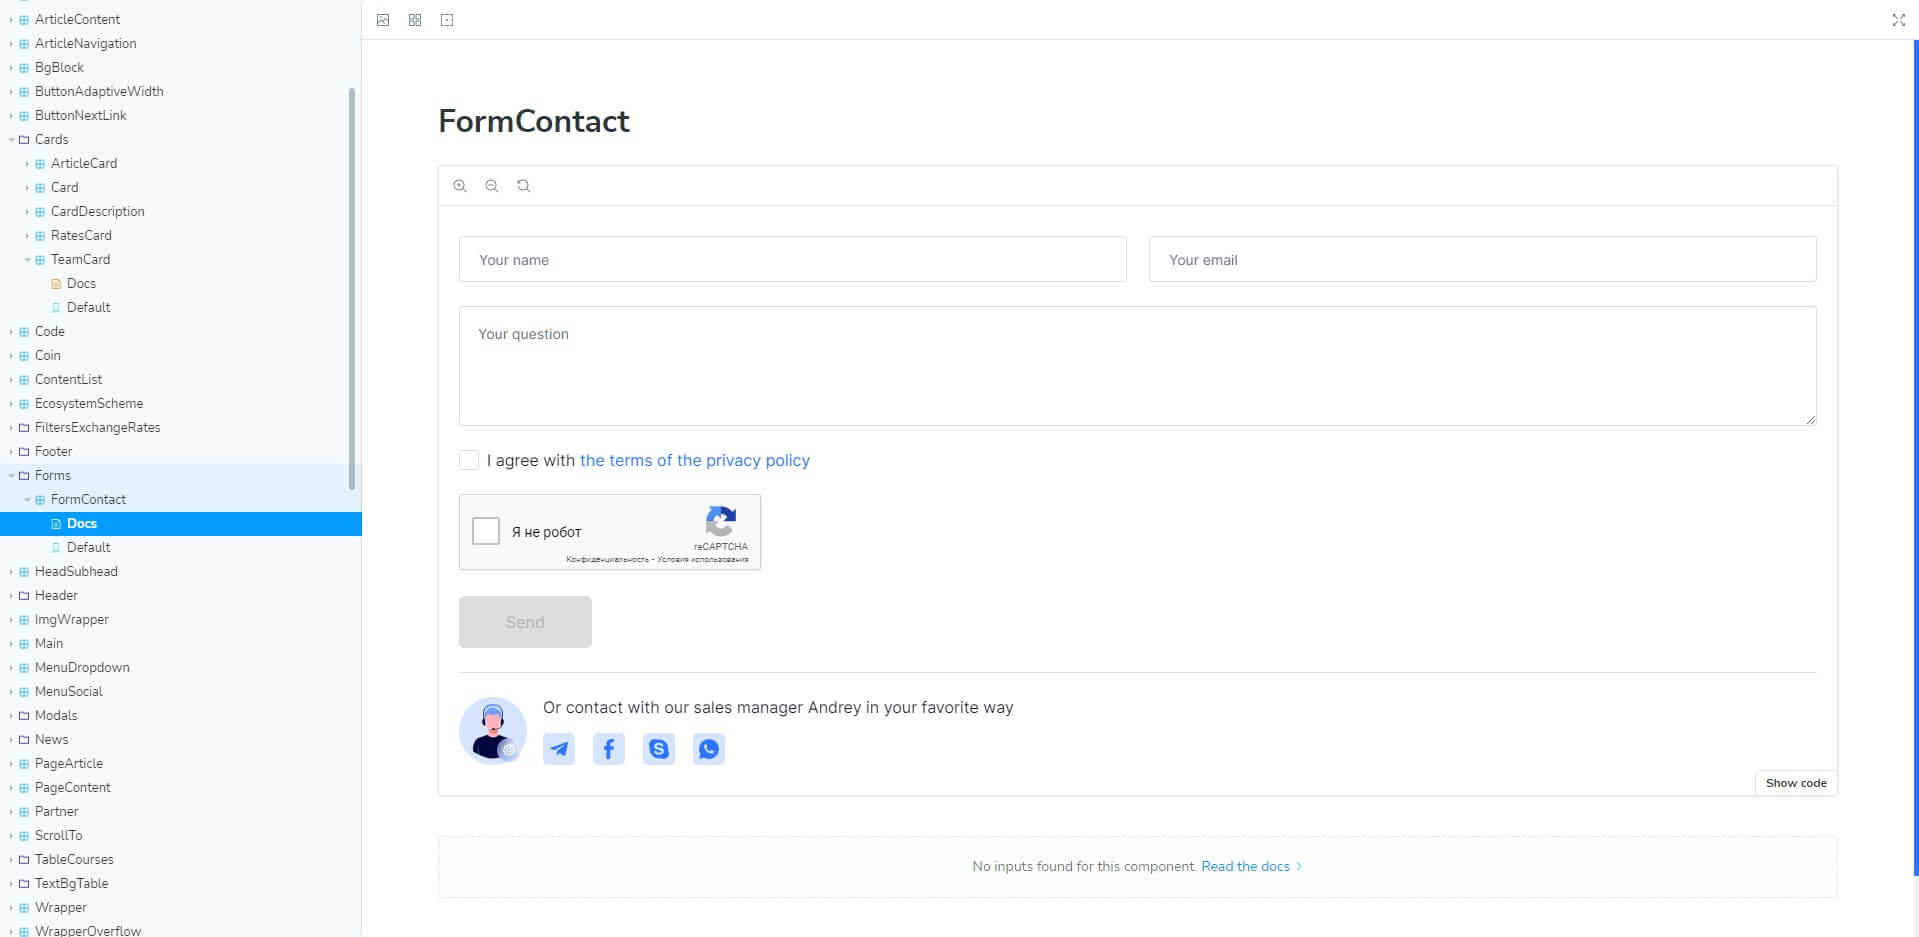 ArticleContent
ArticleNavigation
BgBlock
ButtonAdaptiveWidth
ButtonNextLink
Cards
ArticleCard
Card
CardDescription
RatesCard
TeamCard
Docs
Default
Code
Coin
ContentList
EcosystemScheme
FiltersExchangeRates
Footer
Forms
FormContact
Docs
Default
HeadSubhead
Header
ImgWrapper
Main
MenuDropdown
MenuSocial
Modals
News
PageArticle
PageContent
Partner
ScrollTo
TableCourses
TextBgTable
Wrapper
WrapperOverflow
FormContact
Your name
Your email
Your question
I agree with the terms of the privacy policy
Я не робот
reCAPTCHA
Конфиденциальность - Условия использования
Send
Or contact with our sales manager Andrey in your favorite way
Show code
No inputs found for this component. Read the docs